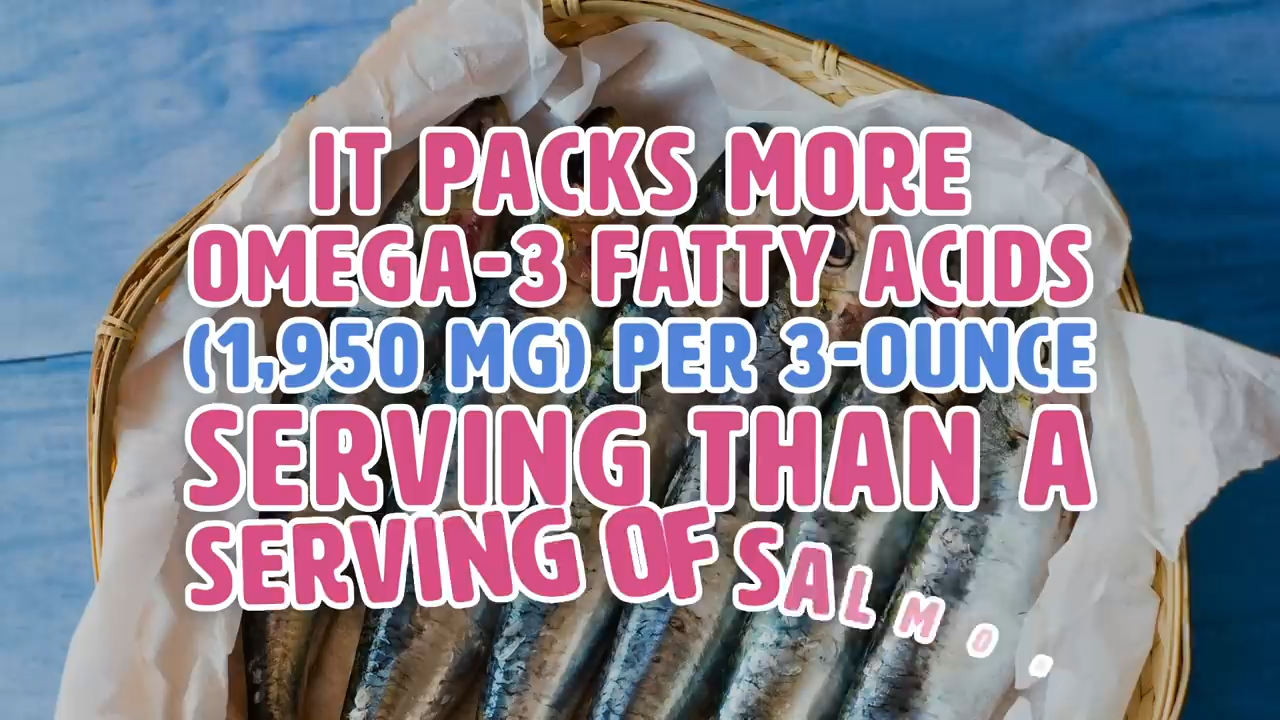 IT PACKS MORE
OMEGA-3 FATTY ACIDS
(1,950 MG) PER 3-OUNCE
SERVING THAN A
SERVING OF SALMO